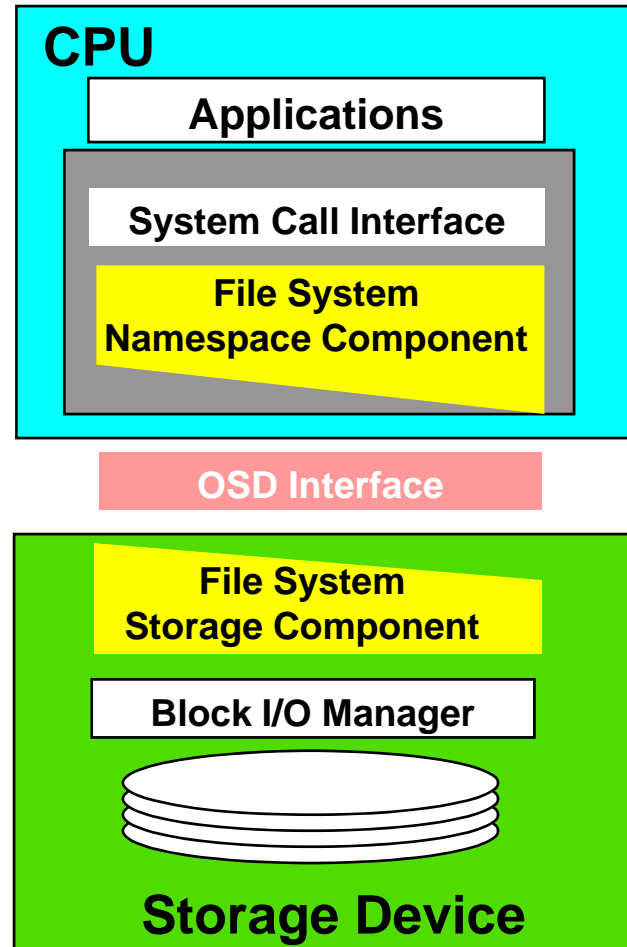 CPU
Applications
System Call Interface
File System
Namespace Component
OSD Interface
File System
Storage Component
Block I/O Manager
Storage Device